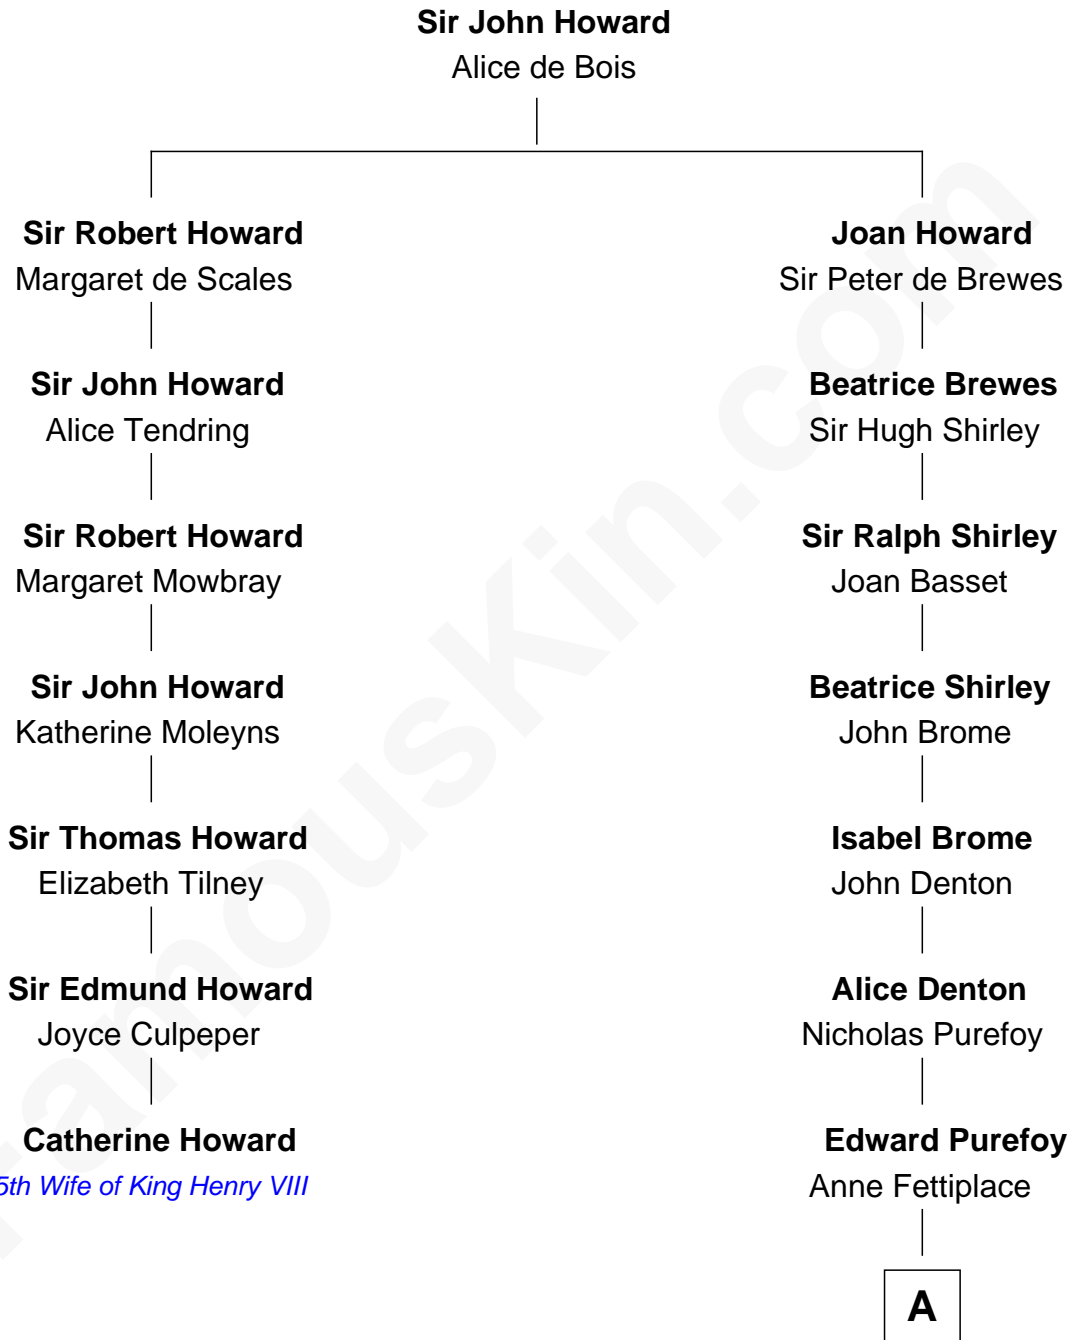 Sir John Howard
Alice de Bois
Sir Robert Howard
Margaret de Scales
Joan Howard
Sir Peter de Brewes
Sir John Howard
Alice Tendring
Beatrice Brewes
Sir Hugh Shirley
Sir Robert Howard
Margaret Mowbray
Sir Ralph Shirley
Joan Basset
Sir John Howard
Katherine Moleyns
Beatrice Shirley
John Brome
Sir Thomas Howard
Elizabeth Tilney
Isabel Brome
John Denton
Sir Edmund Howard
Joyce Culpeper
Alice Denton
Nicholas Purefoy
Catherine Howard
5th Wife of King Henry VIII
Edward Purefoy
Anne Fettiplace
A
FamousKin.com